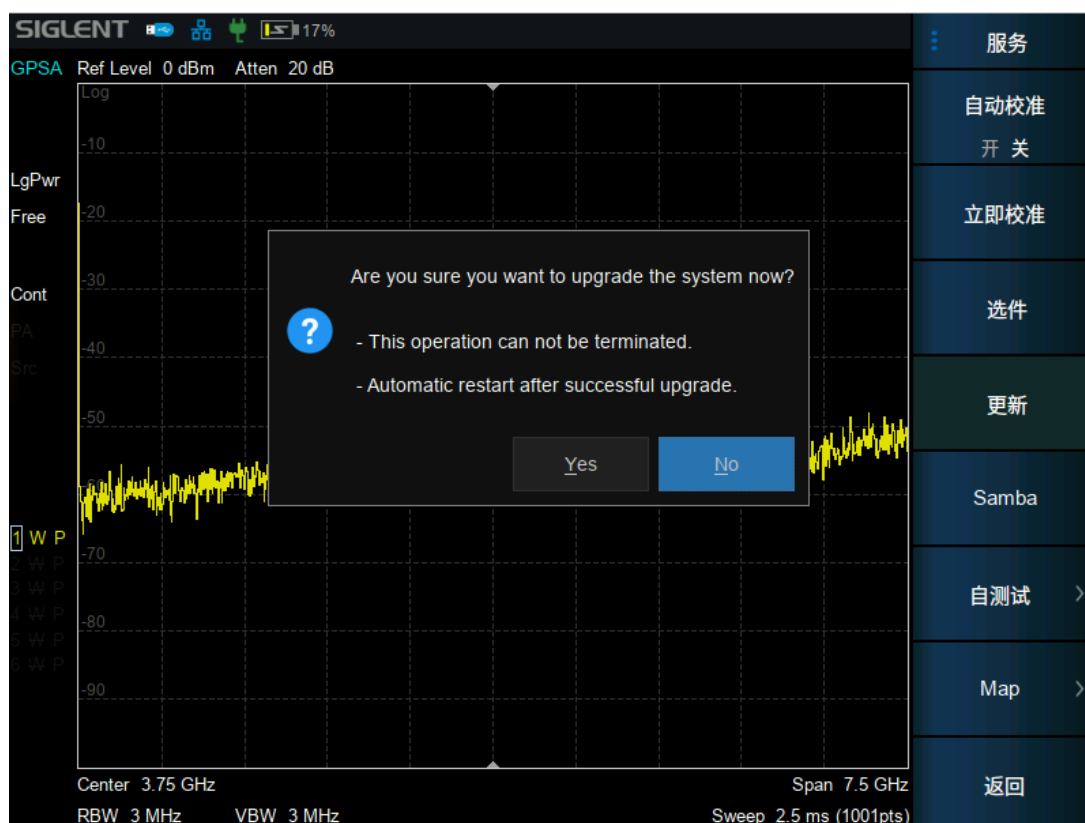 SIGLENT 17%
GPSA Ref Level 0 dBm Atten 20 dB
Log
-10
LgPwr
Free
-20
-30
Cont
PA
-40
Src
-50
-60
1 W P
-70
2 W P
3 W P
4 W P
-80
5 W P
6 W P
-90
Center 3.75 GHz
Span 7.5 GHz
RBW 3 MHz VBW 3 MHz
Sweep 2.5 ms (1001pts)
Are you sure you want to upgrade the system now?
- This operation can not be terminated.
- Automatic restart after successful upgrade.
Yes
No
服务
自动校准
开 关
立即校准
选件
更新
Samba
自测试
Map
返回